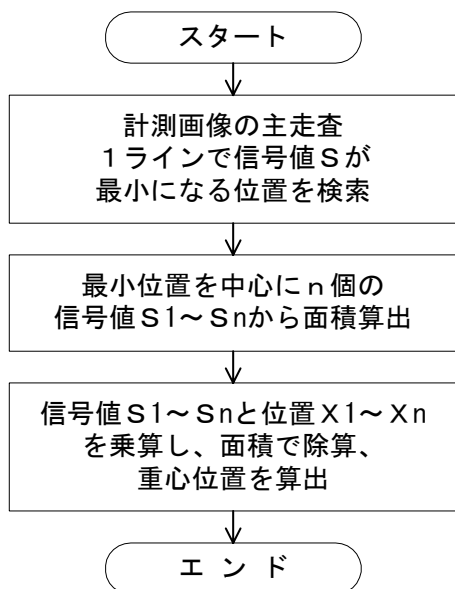 スタート
計測画像の主走査
１ラインで信号値Ｓが
最小になる位置を検索
最小位置を中心にｎ個の
信号値Ｓ1～Ｓnから面積算出
信号値Ｓ1～Ｓnと位置Ｘ1～Ｘn
を乗算し、面積で除算、
重心位置を算出
エ ン ド